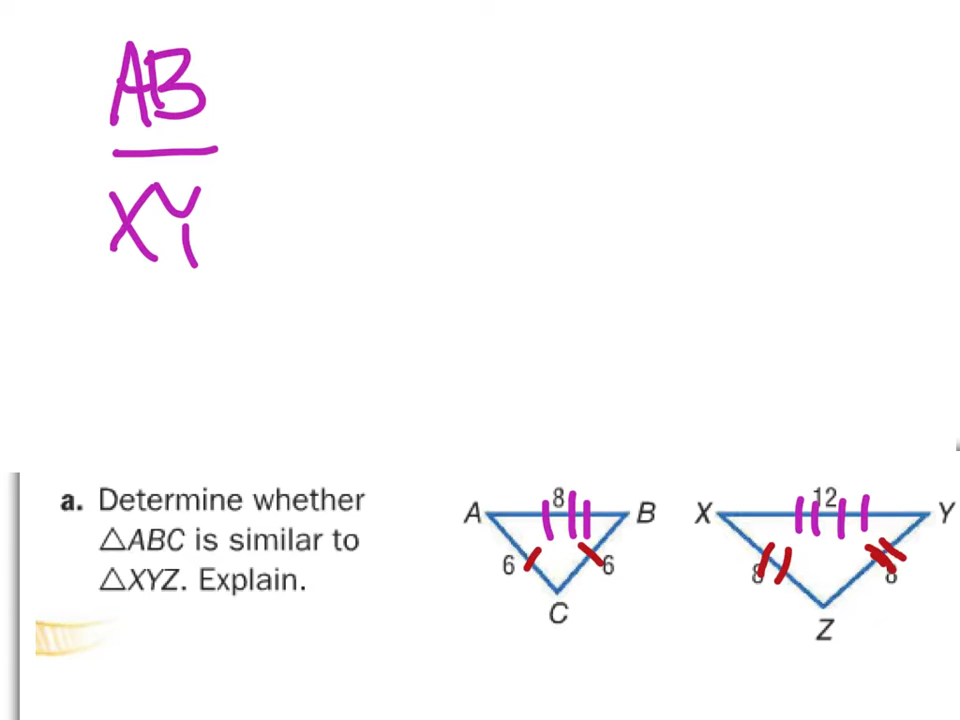 AB
XY
a. Determine whether
△ABC is similar to
△XYZ. Explain.
A 8 B
6 6
C
X 12 Y
8 8
Z